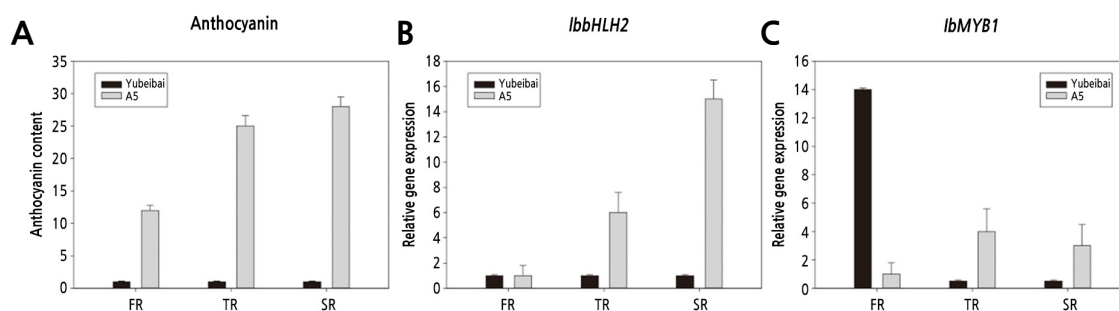 A
Anthocyanin
Anthocyanin content
35
30
25
20
15
10
5
0
Yubeibai
A5
FR
TR
SR
B
IbbHLH2
Relative gene expression
18
16
14
12
10
8
6
4
2
0
Yubeibai
A5
FR
TR
SR
C
IbMYB1
Relative gene expression
16
14
12
10
8
6
4
2
0
Yubeibai
A5
FR
TR
SR